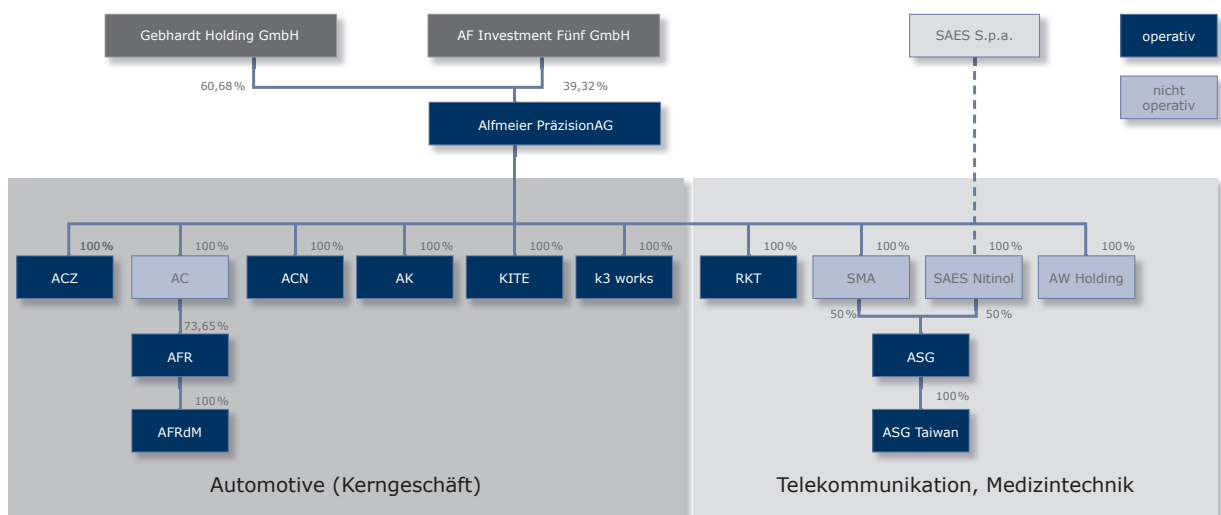 Gebhardt Holding GmbH
AF Investment Fünf GmbH
SAES S.p.a.
operativ
60,68 %
39,32 %
nicht
operativ
Alfmeier PräzisionAG
100 %
100 %
100 %
100 %
100 %
100 %
100 %
100 %
100 %
100 %
ACZ
AC
ACN
AK
KITE
k3 works
RKT
SMA
SAES Nitinol
AW Holding
73,65 %
50 %
50 %
AFR
ASG
100 %
100 %
AFRdM
ASG Taiwan
Automotive (Kerngeschäft)
Telekommunikation, Medizintechnik